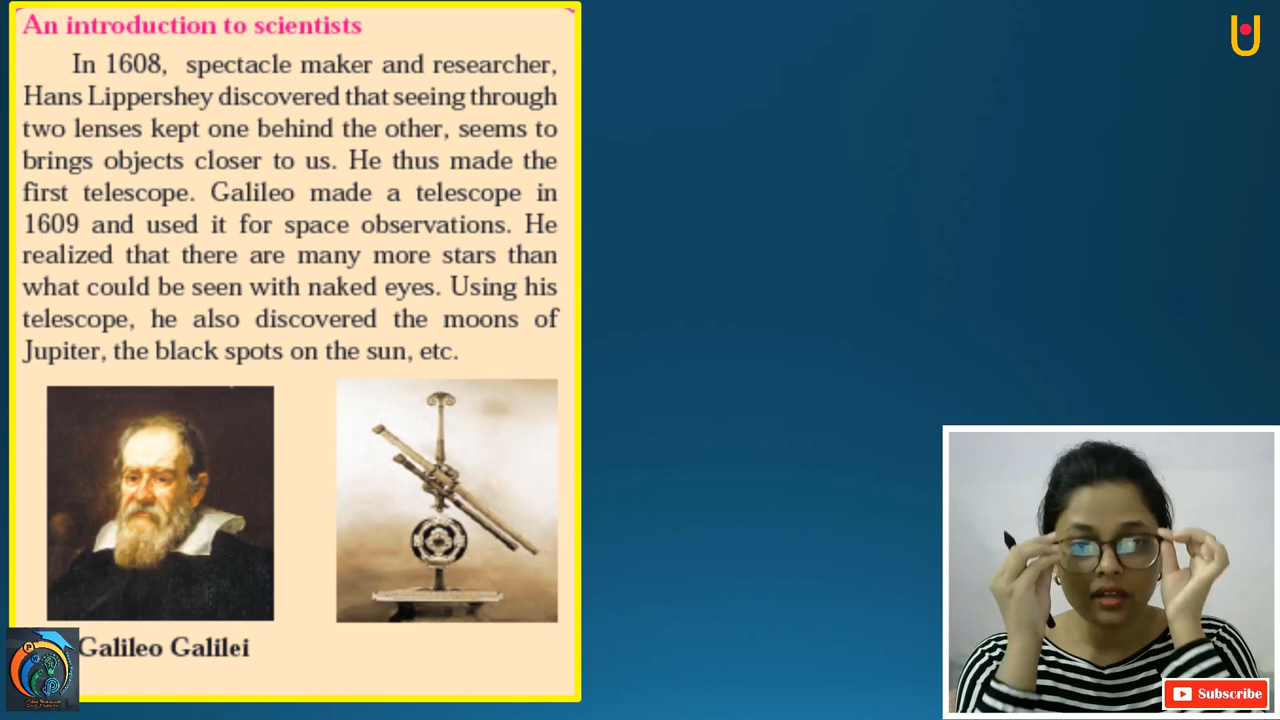 An introduction to scientists
In 1608, spectacle maker and researcher,
Hans Lippershey discovered that seeing through
two lenses kept one behind the other, seems to
brings objects closer to us. He thus made the
first telescope. Galileo made a telescope in
1609 and used it for space observations. He
realized that there are many more stars than
what could be seen with naked eyes. Using his
telescope, he also discovered the moons of
Jupiter, the black spots on the sun, etc.
Galileo Galilei
Subscribe